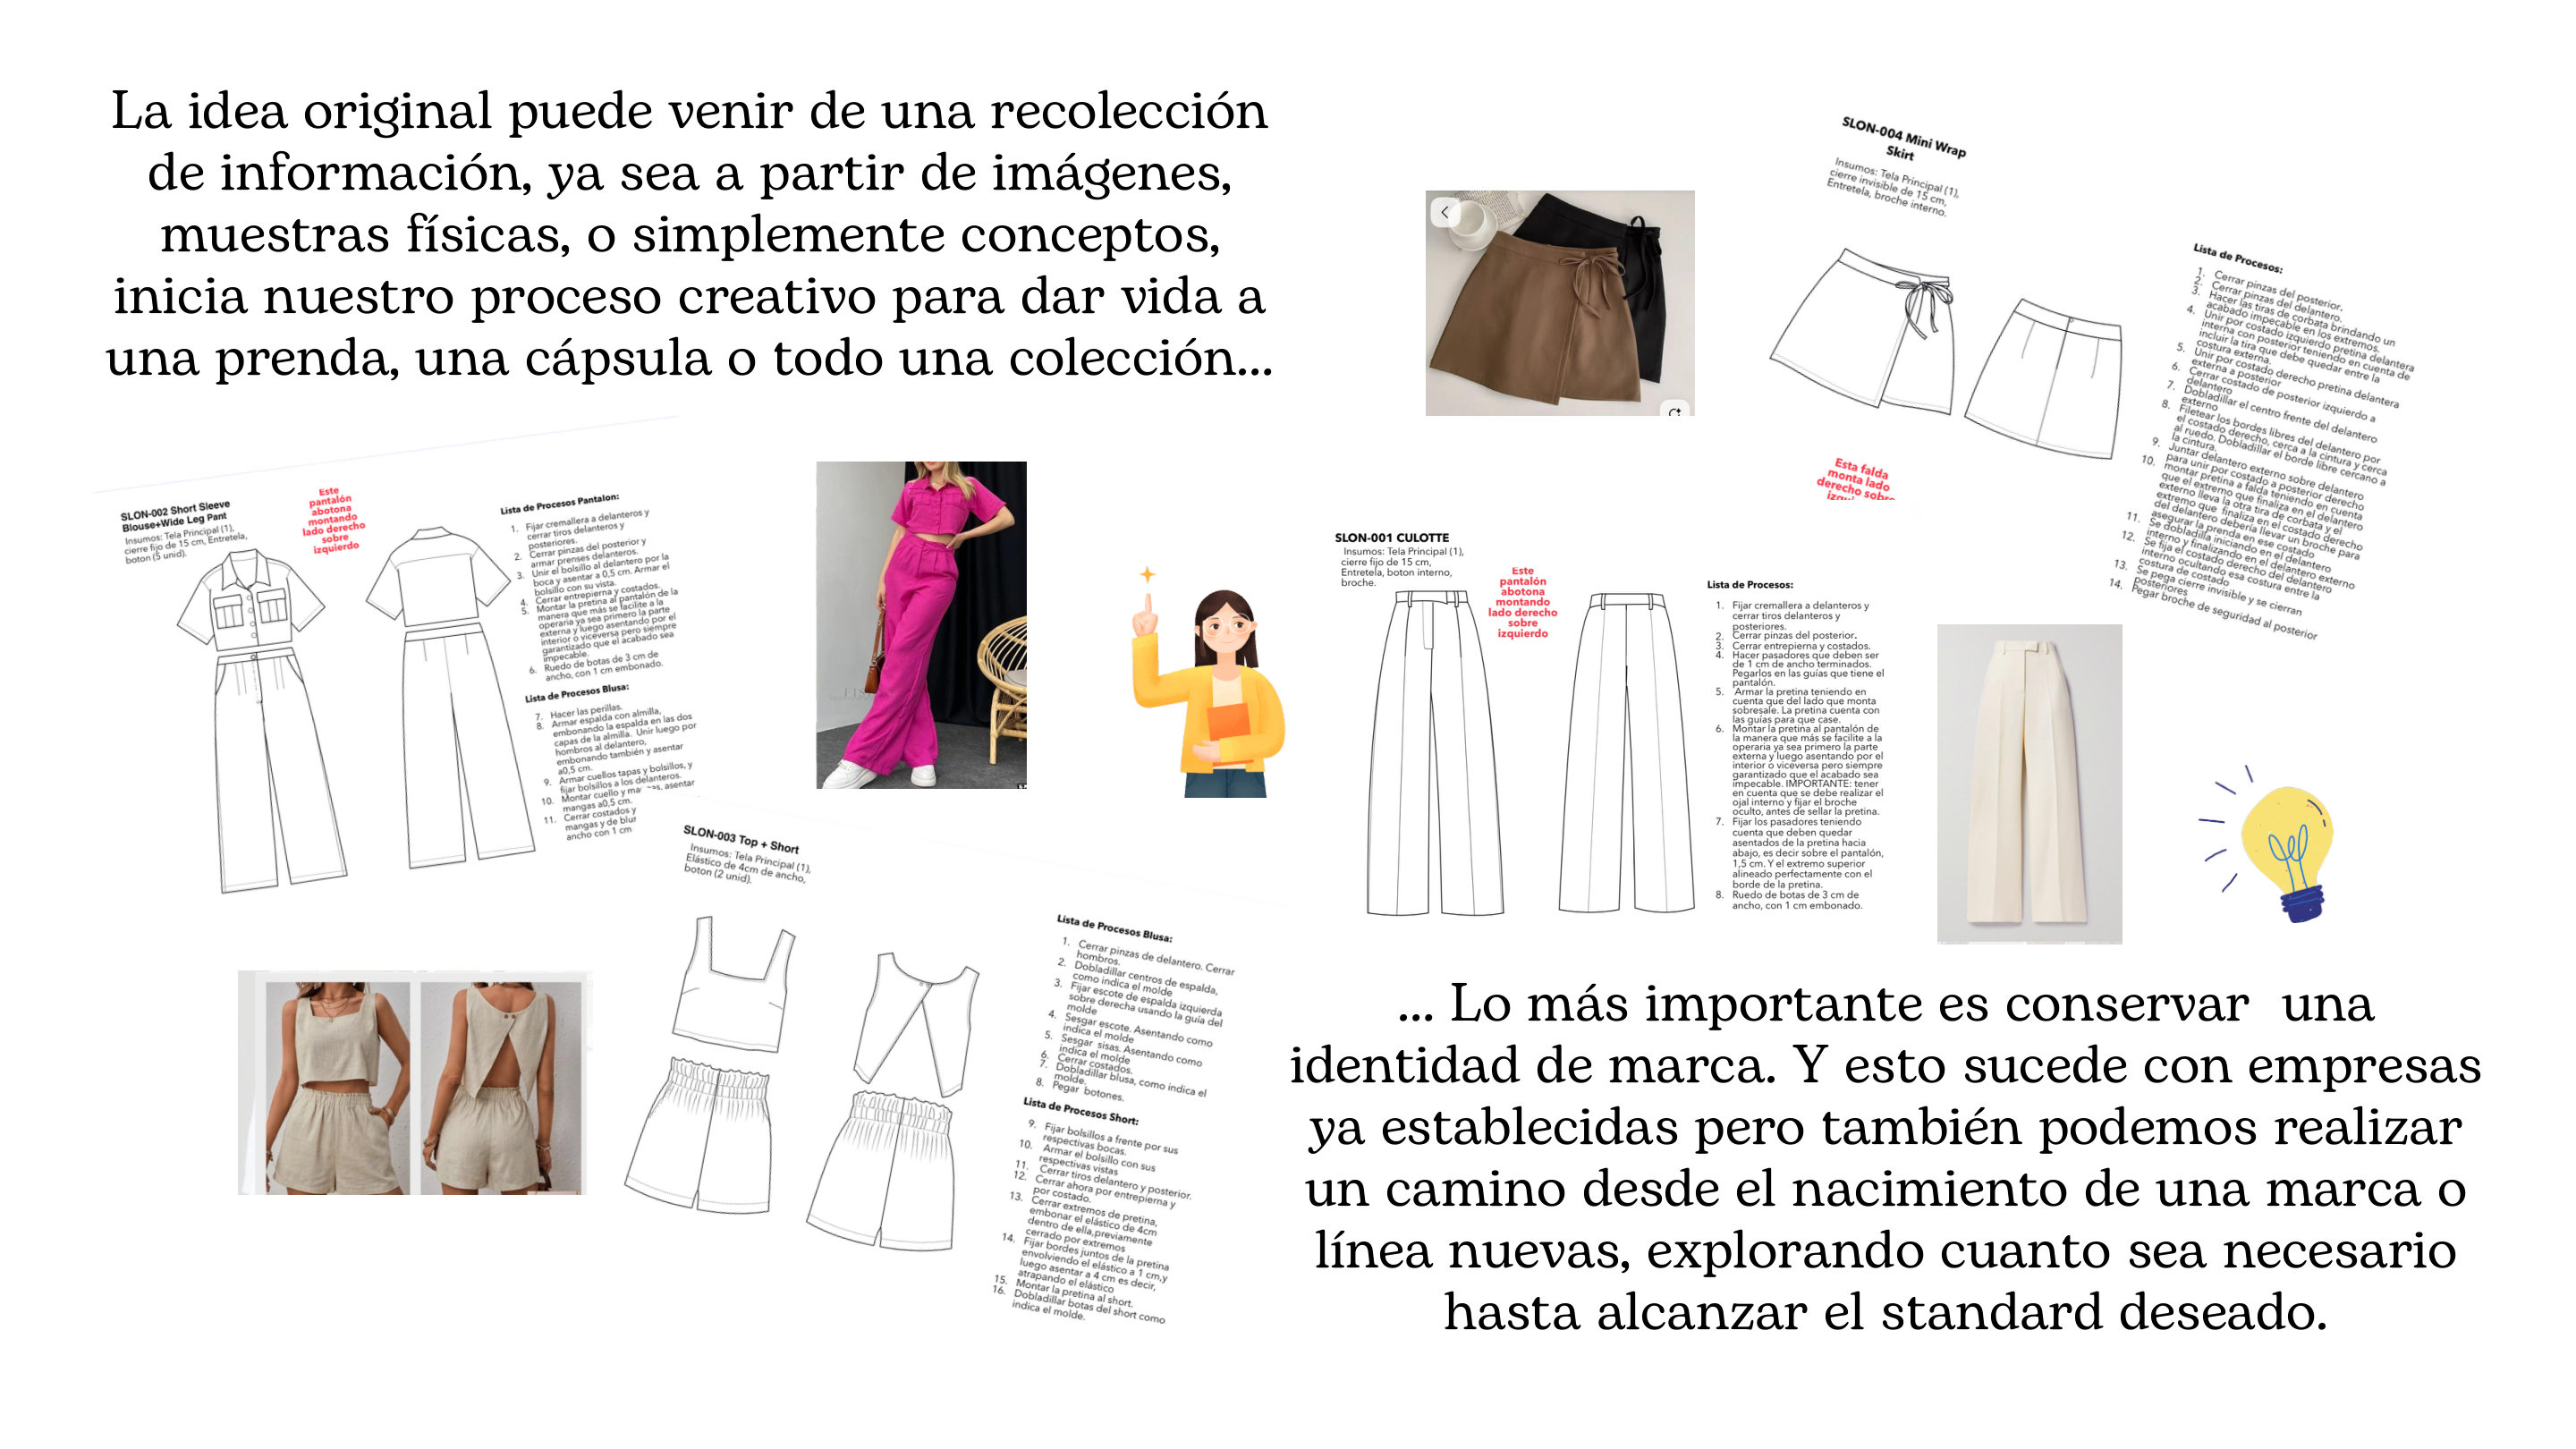 La idea original puede venir de una recolección
de información, ya sea a partir de imágenes,
muestras físicas, o simplemente conceptos,
inicia nuestro proceso creativo para dar vida a
una prenda, una cápsula o todo una colección...
SLON-002 Short Sleeve
Blouse+Wide Leg Pant
Insumos: Tela Principal (1),
cierre fijo de 15 cm, Entretela,
boton (5 unid).
Este
pantalón
abotona
montando
lado derecho
sobre
izquierdo
Lista de Procesos Pantalon:
1. Fijar cremallera a delanteros y
cerrar tiros delanteros y
posteriores.
2. Cerrar pinzas del posterior y
armar prenses delanteros.
3. Unir el bolsillo al delantero por la
boca y asentar a 0,5 cm. Armar el
bolsillo con su vista.
4. Cerrar entrepierna y costados.
5. Montar la pretina al pantalón de la
manera que más se facilite a la
operaria ya sea primero la parte
externa y luego asentando por el
interior o viceversa pero siempre
garantizado que el acabado sea
impecable.
6. Ruedo de botas de 3 cm de
ancho, con 1 cm embonado.
Lista de Procesos Blusa:
7. Hacer las perillas.
8. Armar espalda con almilla,
embonando la espalda en las dos
capas de la almilla. Unir luego por
hombros al delantero,
embonando también y asentar
a0,5 cm.
9. Armar cuellos tapas y bolsillos, y
fijar bolsillos a los delanteros.
10. Montar cuello y asentar
mangas a0,5 cm.
11. Cerrar costados y
mangas y de
ancho con 1 cm
SLON-003 Top + Short
Insumos: Tela Principal (1),
Elástico de 4cm de ancho,
boton (2 unid).
Lista de Procesos Blusa:
1. Cerrar pinzas de delantero. Cerrar
hombros.
2. Dobladillar centros de espalda,
como indica el molde
3. Fijar escote de espalda izquierda
sobre derecha usando la guía del
molde
4. Sesgar escote. Asentando como
indica el molde
5. Sesgar sisas. Asentando como
indica el molde
6. Cerrar costados.
7. Dobladillar blusa, como indica el
molde.
8. Pegar botones.
Lista de Procesos Short:
9. Fijar bolsillos a frente por sus
respectivas bocas.
10. Armar el bolsillo con sus
respectivas vistas
11. Cerrar tiros delantero y posterior.
12. Cerrar ahora por entrepierna y
por costado.
13. Cerrar extremos de pretina,
embonar el elástico de 4cm
dentro de ella,previamente
cerrado por extremos
14. Fijar bordes juntos de la pretina
envolviendo el elástico a 1 cm,y
luego asentar a 4 cm es decir,
atrapando el elástico
15. Montar la pretina al short.
16. Dobladillar botas del short como
indica el molde.
SLON-004 Mini Wrap
Skirt
Insumos: Tela Principal (1),
cierre invisible de 15 cm,
Entretela, broche interno.
Esta falda
monta lado
derecho sobre
Lista de Procesos:
1. Cerrar pinzas del posterior.
2. Cerrar pinzas del delantero.
3. Hacer las tiras de corbata brindando un
acabado impecable en los extremos.
4. Unir por costado izquierdo pretina delantera
interna con posterior teniendo en cuenta de
incluir la tira que debe quedar entre la
costura externa.
5. Unir por costado derecho pretina delantera
externa a posterior
6. Cerrar costado de posterior izquierdo a
delantero
7. Dobladillar el centro frente del delantero
externo
8. Filetear los bordes libres del delantero por
el costado derecho, cerca a la cintura y cerca
al ruedo. Dobladillar el borde libre cercano a
la cintura.
9. Juntar delantero externo sobre delantero
para unir por costado a posterior derecho
10. montar pretina a falda teniendo en cuenta
que el extremo que finaliza en el delantero
externo lleva la otra tira de corbata y el
extremo que finaliza en el costado derecho
del delantero debería llevar un broche para
asegurar la prenda en ese costado
11. Se dobladilla iniciando en el delantero
interno y finalizando en el delantero externo
12. Se fija el costado derecho del delantero
interno ocultando esa costura entre la
costura de costado
13. Se pega cierre invisible y se cierran
posteriores
14. Pegar broche de seguridad al posterior
SLON-001 CULOTTE
Insumos: Tela Principal (1),
cierre fijo de 15 cm,
Entretela, boton interno,
broche.
Este
pantalón
abotona
montando
lado derecho
sobre
izquierdo
Lista de Procesos:
1. Fijar cremallera a delanteros y
cerrar tiros delanteros y
posteriores.
2. Cerrar pinzas del posterior.
3. Cerrar entrepierna y costados.
4. Hacer pasadores que deben ser
de 1 cm de ancho terminados.
Pegarlos en las guías que tiene el
pantalón.
5. Armar la pretina teniendo en
cuenta que del lado que monta
sobresale. La pretina cuenta con
las guías para que case.
6. Montar la pretina al pantalón de
la manera que más se facilite a la
operaria ya sea primero la parte
externa y luego asentando por el
interior o viceversa pero siempre
garantizado que el acabado sea
impecable. IMPORTANTE: tener
en cuenta que se debe realizar el
ojal interno y fijar el broche
oculto, antes de sellar la pretina.
7. Fijar los pasadores teniendo
cuenta que deben quedar
asentados de la pretina hacia
abajo, es decir sobre el pantalón,
1,5 cm. Y el extremo superior
alineado perfectamente con el
borde de la pretina.
8. Ruedo de botas de 3 cm de
ancho, con 1 cm embonado.
... Lo más importante es conservar una
identidad de marca. Y esto sucede con empresas
ya establecidas pero también podemos realizar
un camino desde el nacimiento de una marca o
línea nuevas, explorando cuanto sea necesario
hasta alcanzar el standard deseado.